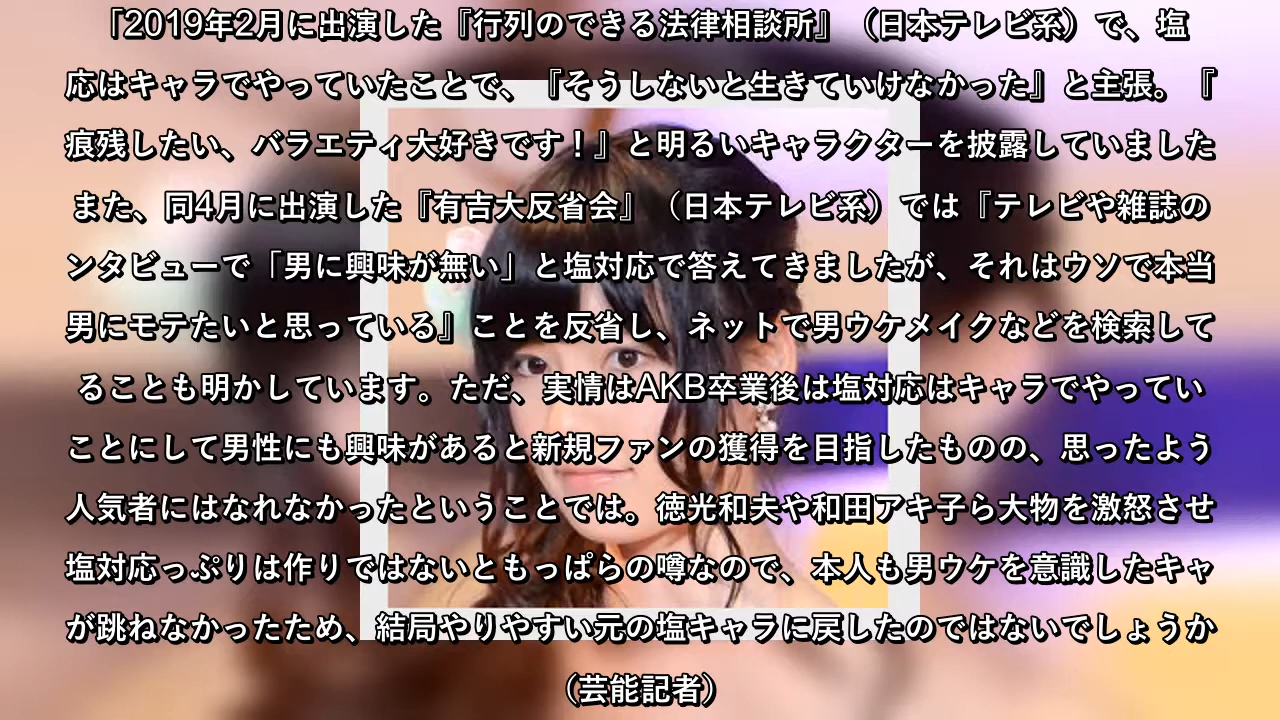 「2019年2月に出演した『行列のできる法律相談所』（日本テレビ系）で、塩
応はキャラでやっていたことで、『そうしないと生きていけなかった』と主張。『
痕残したい、バラエティ大好きです！』と明るいキャラクターを披露していました
また、同4月に出演した『有吉大反省会』（日本テレビ系）では『テレビや雑誌の
ンタビューで「男に興味が無い」と塩対応で答えてきましたが、それはウソで本当
男にモテたいと思っている』ことを反省し、ネットで男ウケメイクなどを検索して
ることも明かしています。ただ、実情はAKB卒業後は塩対応はキャラでやってい
ことにして男性にも興味があると新規ファンの獲得を目指したものの、思ったよう
人気者にはなれなかったということでは。徳光和夫や和田アキ子ら大物を激怒させ
塩対応っぷりは作りではないともっぱらの噂なので、本人も男ウケを意識したキャ
が跳ねなかったため、結局やりやすい元の塩キャラに戻したのではないでしょうか
（芸能記者）